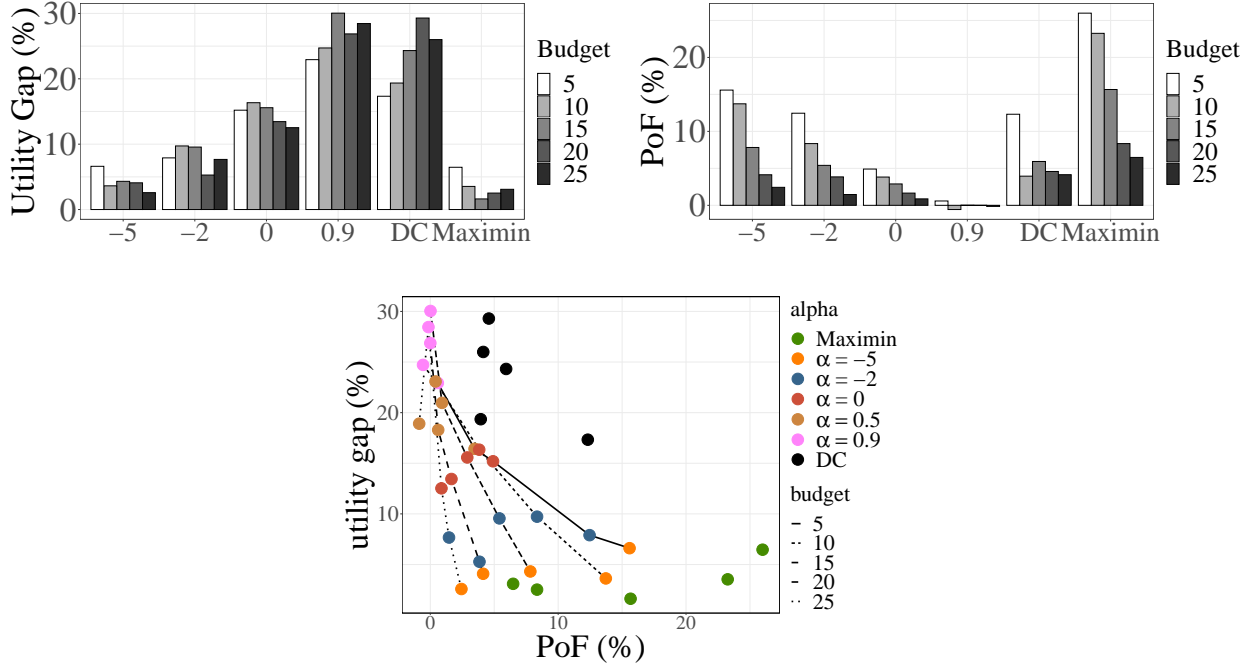 Utility Gap (%)
30
20
10
0
−5 −2 0 0.9 DC Maximin
Budget
5
10
15
20
25
PoF (%)
20
10
0
−5 −2 0 0.9 DC Maximin
Budget
5
10
15
20
25
utility gap (%)
30
20
10
0 10 20
PoF (%)
alpha
Maximin
α = −5
α = −2
α = 0
α = 0.5
α = 0.9
DC
budget
5
10
15
20
25